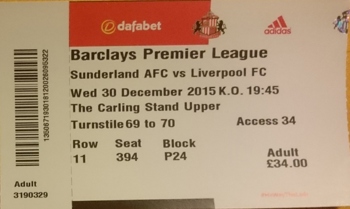 dafabet
adidas
Barclays Premier League
Sunderland AFC vs Liverpool FC
Wed 30 December 2015 K.O. 19:45
The Carling Stand Upper
Turnstile 69 to 70 Access 34
Row Seat Block
11 394 P24 Adult
£34.00
Adult
3190329